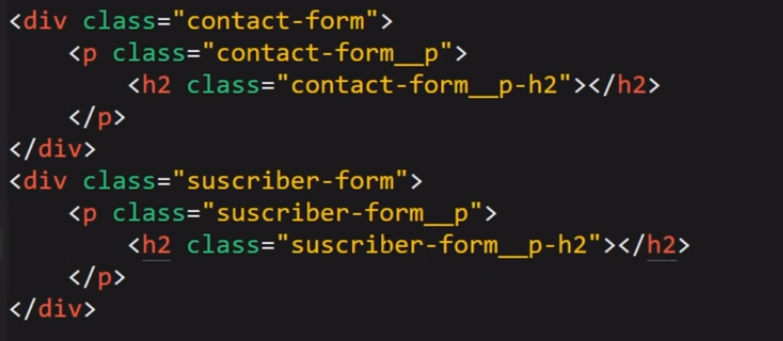 <div class="contact-form">
    <p class="contact-form__p">
        <h2 class="contact-form__p-h2"></h2>
    </p>
</div>
<div class="suscriber-form">
    <p class="suscriber-form__p">
        <h2 class="suscriber-form__p-h2"></h2>
    </p>
</div>